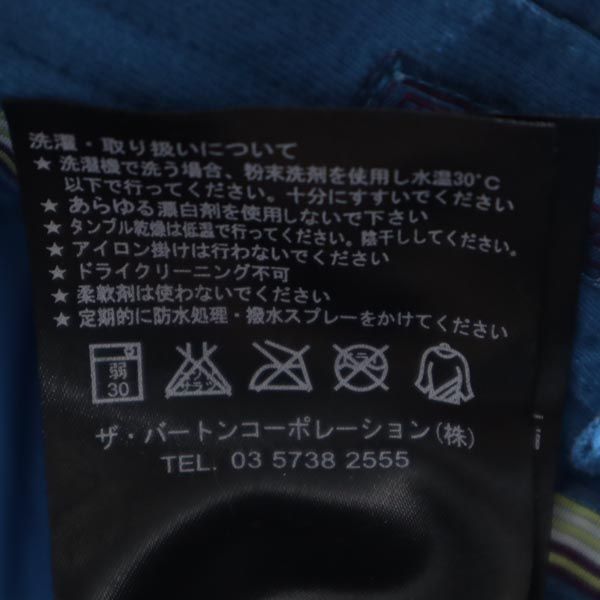 洗濯・取り扱いについて
★ 洗濯機で洗う場合、粉末洗剤を使用し水温30°C
以下で行ってください。十分にすすいでください
★ あらゆる漂白剤を使用しないで下さい
★ タンブル乾燥は低温で行ってください。陰干ししてください。
★ アイロン掛けは行わないでください
★ ドライクリーニング不可
★ 柔軟剤は使わないでください
★ 定期的に防水処理・撥水スプレーをかけてください
弱
30
ザ・バートンコーポレーション(株)
TEL. 03 5738 2555